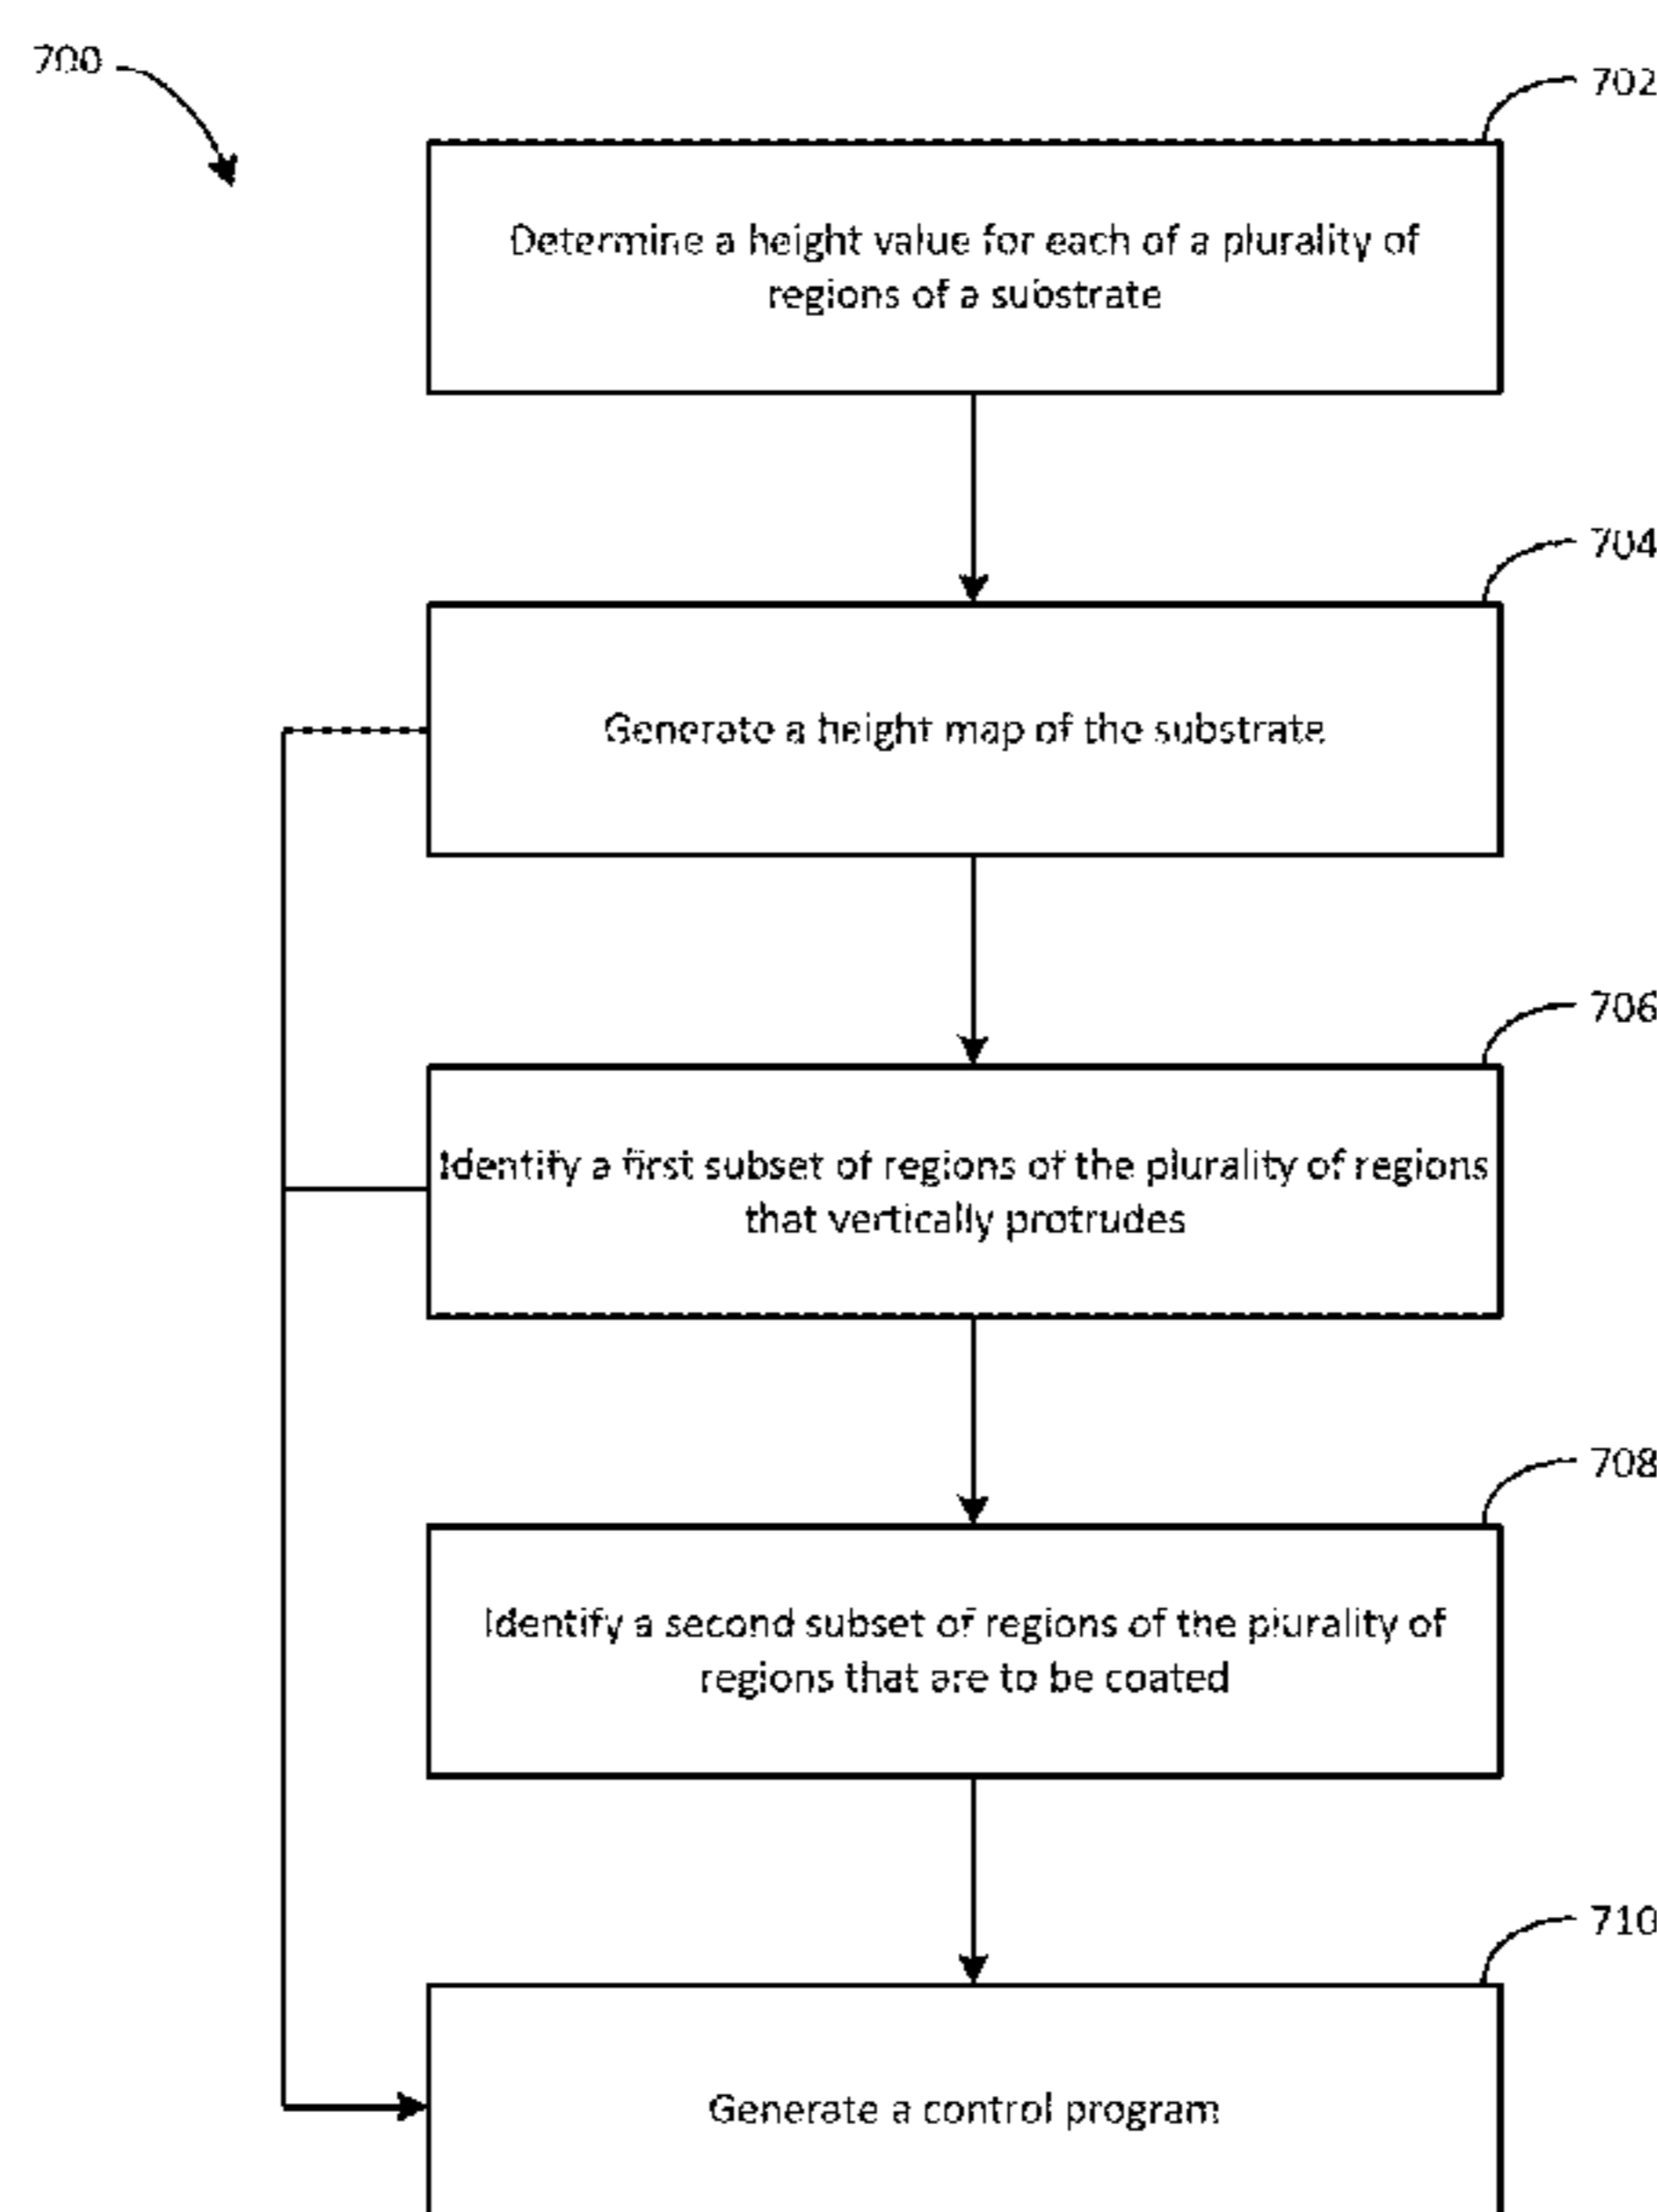 700
702
Determine a height value for each of a plurality of
regions of a substrate
704
Generate a height map of the substrate
706
Identify a first subset of regions of the plurality of regions
that vertically protrudes
708
Identify a second subset of regions of the plurality of
regions that are to be coated
710
Generate a control program